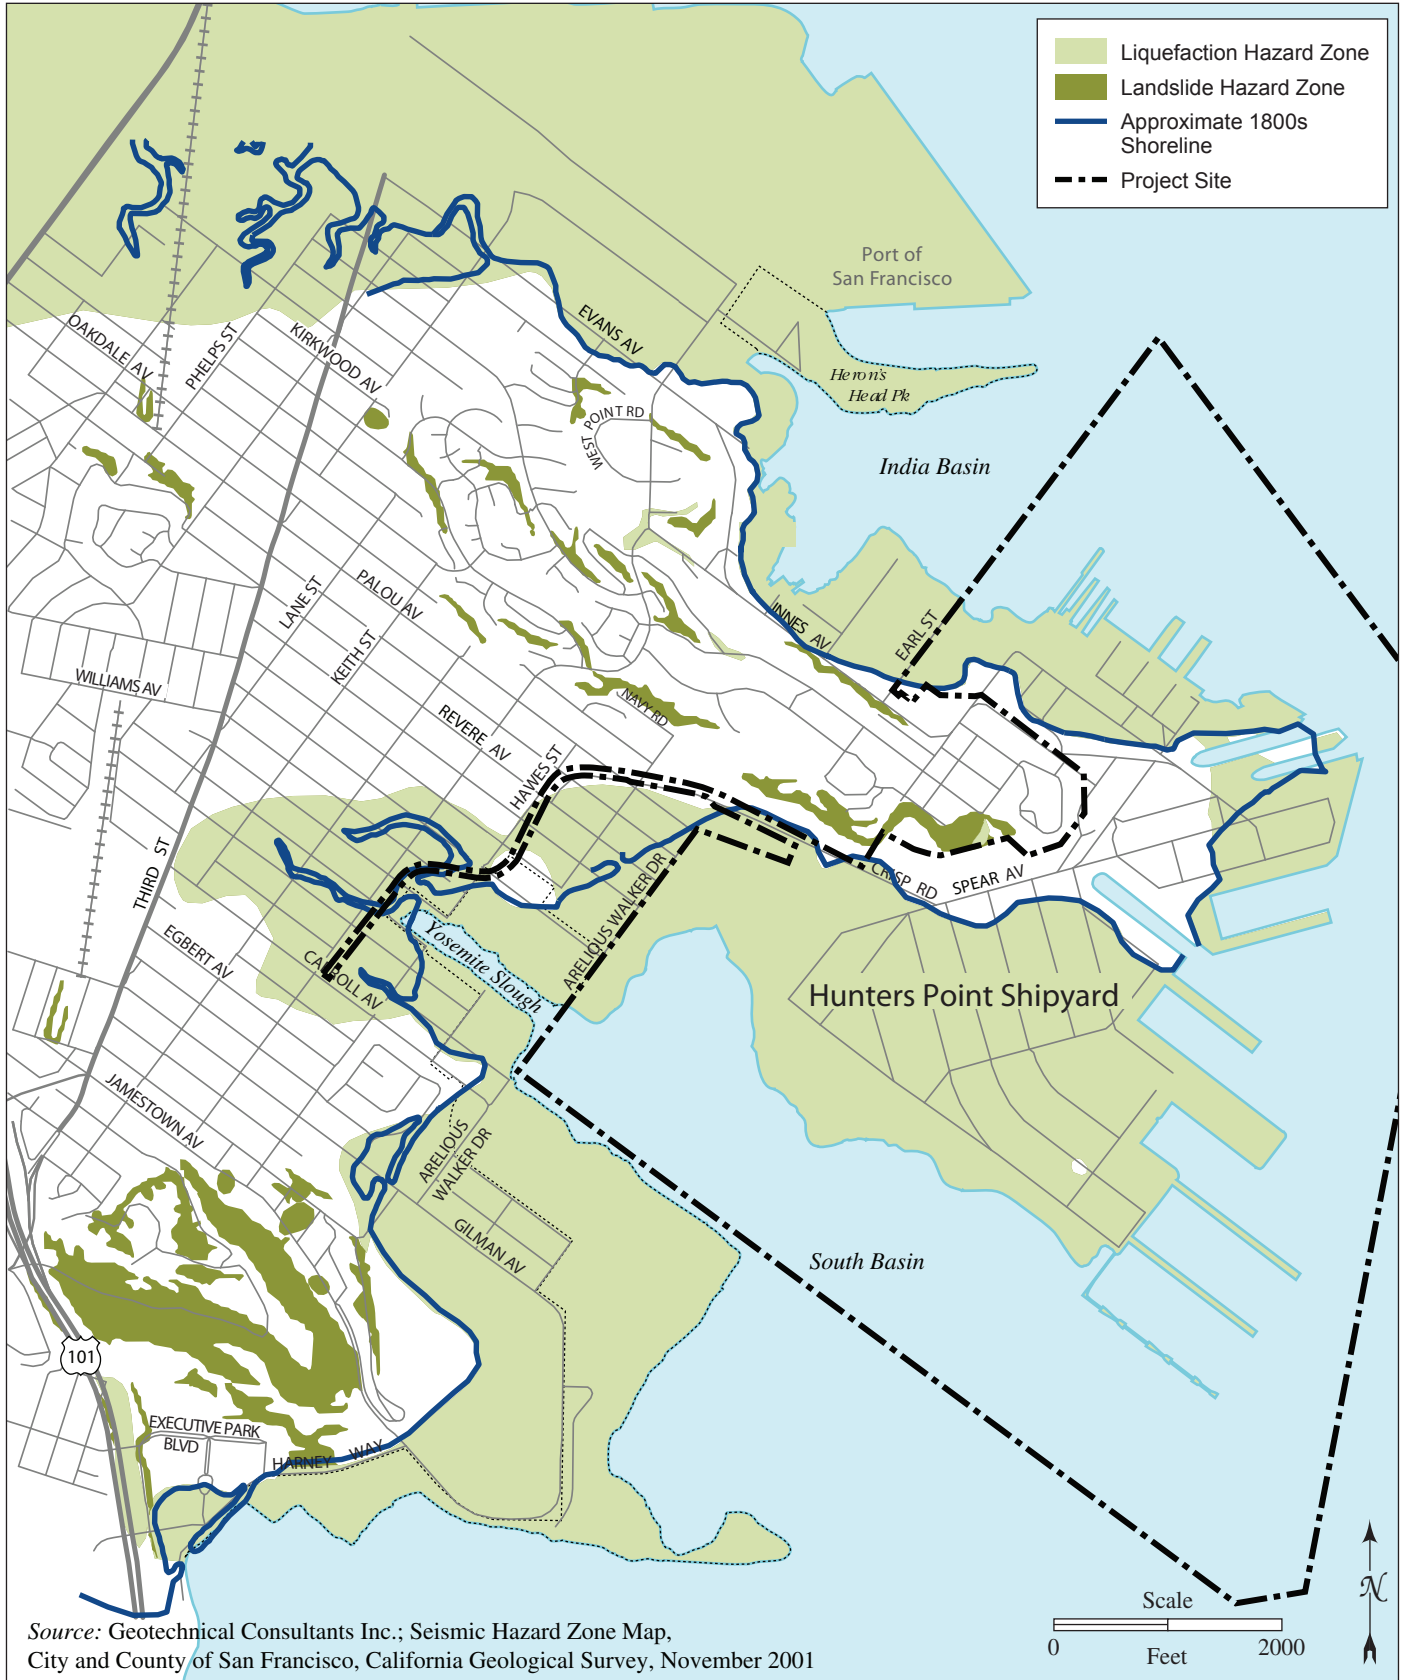 Liquefaction Hazard Zone
Landslide Hazard Zone
Approximate 1800s
Shoreline
Project Site
Port of
San Francisco
EVANS AV
OAKDALE AV
PHELPS ST
KIRKWOOD AV
Heron's
Head Pk
WEST
POINT RD
India Basin
LANE ST
PALOU AV
KEITH ST
INNES AV
EARL ST
WILLIAMS AV
NAVY RD
REVERE AV
HAWES ST
THIRD ST
CRISP RD
SPEAR AV
ARELIOUS WALKER DR
EGBERT AV
CARROLL AV
Yosemite Slough
Hunters Point Shipyard
JAMESTOWN AV
ARELIOUS
WALKER DR
GILMAN AV
South Basin
101
EXECUTIVE PARK
BLVD
HARNEY WAY
Scale
0 2000
Feet
N
Source: Geotechnical Consultants Inc.; Seismic Hazard Zone Map,
City and County of San Francisco, California Geological Survey, November 2001